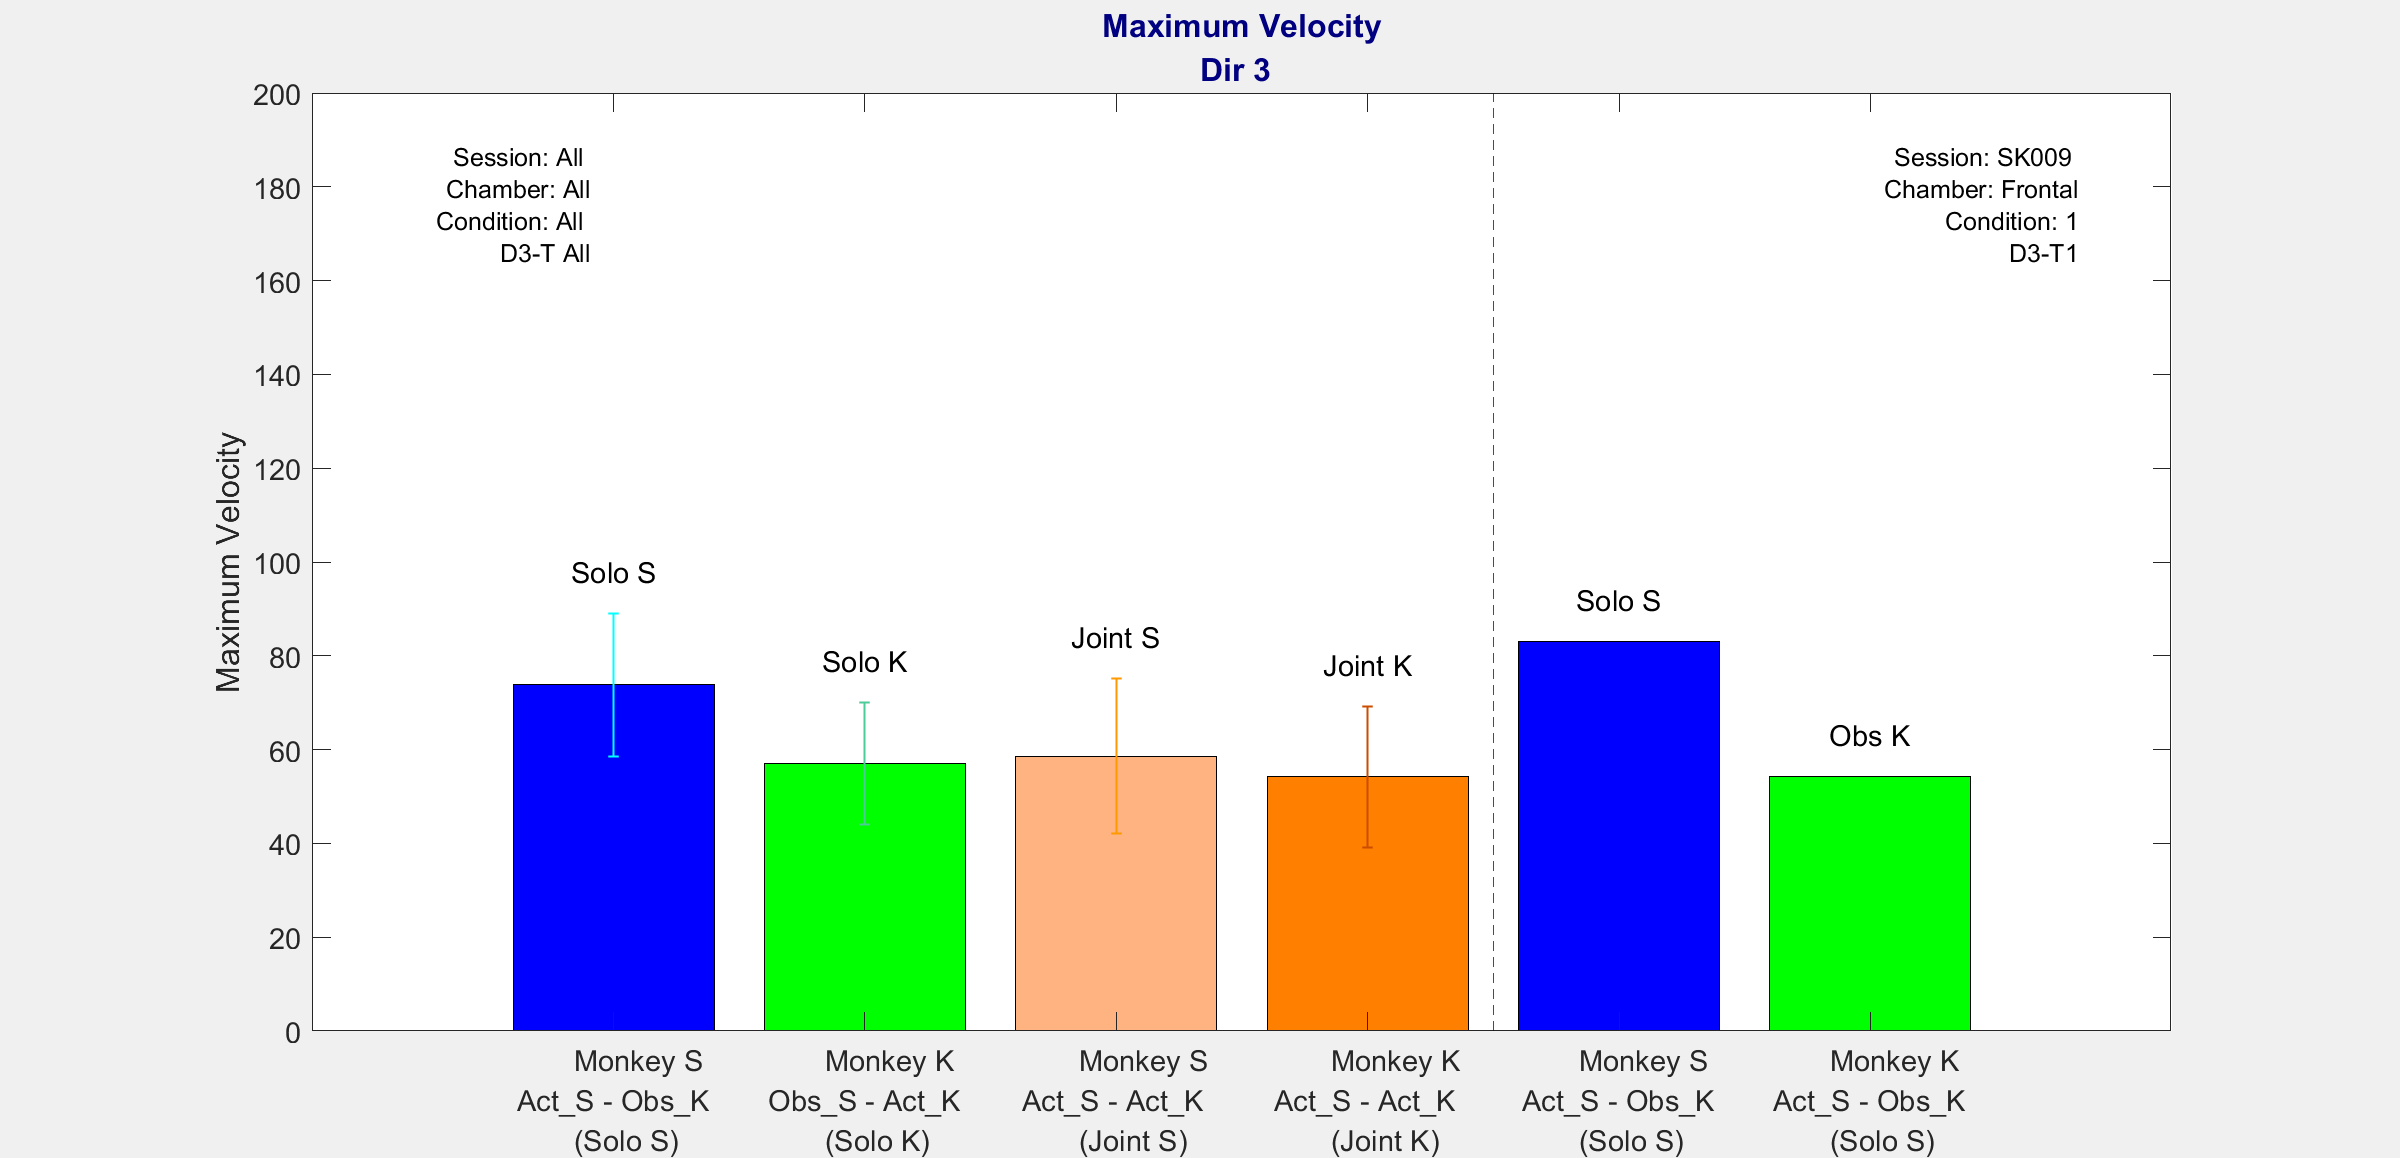 Maximum Velocity
Dir 3
Session: All
Chamber: All
Condition: All
D3-T All
Session: SK009
Chamber: Frontal
Condition: 1
D3-T1
Maximum Velocity
200
180
160
140
120
100
80
60
40
20
0
Solo S
Solo K
Joint S
Joint K
Solo S
Obs K
Monkey S
Act_S - Obs_K
(Solo S)
Monkey K
Obs_S - Act_K
(Solo K)
Monkey S
Act_S - Act_K
(Joint S)
Monkey K
Act_S - Act_K
(Joint K)
Monkey S
Act_S - Obs_K
(Solo S)
Monkey K
Act_S - Obs_K
(Solo S)